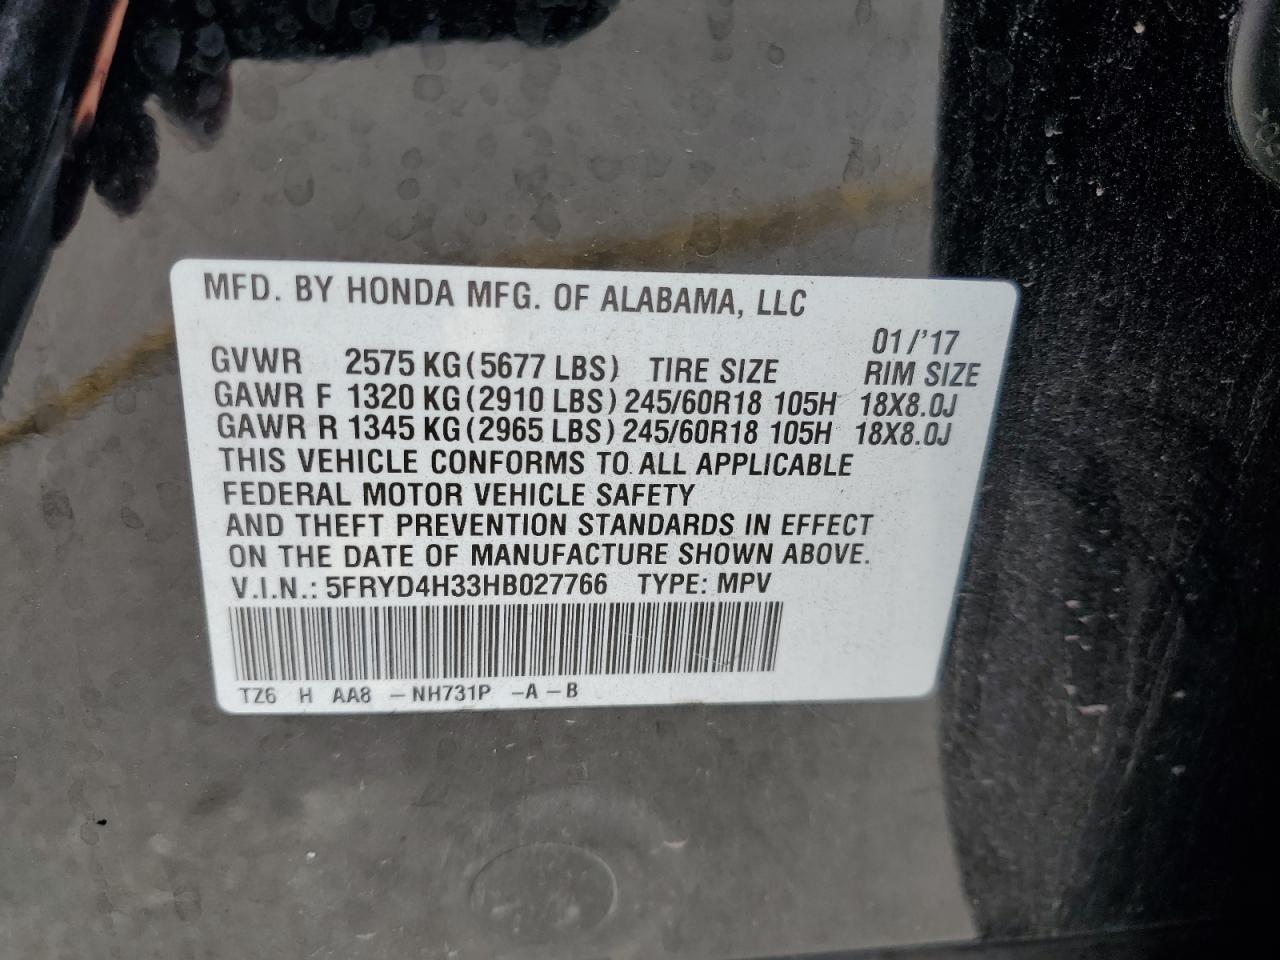 MFD. BY HONDA MFG. OF ALABAMA, LLC
01/'17
GVWR 2575 KG (5677 LBS) TIRE SIZE RIM SIZE
GAWR F 1320 KG (2910 LBS) 245/60R18 105H 18X8.0J
GAWR R 1345 KG (2965 LBS) 245/60R18 105H 18X8.0J
THIS VEHICLE CONFORMS TO ALL APPLICABLE
FEDERAL MOTOR VEHICLE SAFETY
AND THEFT PREVENTION STANDARDS IN EFFECT
ON THE DATE OF MANUFACTURE SHOWN ABOVE.
V.I.N.: 5FRYD4H33HB027766 TYPE: MPV
TZ6 H AA8 -NH731P -A -B